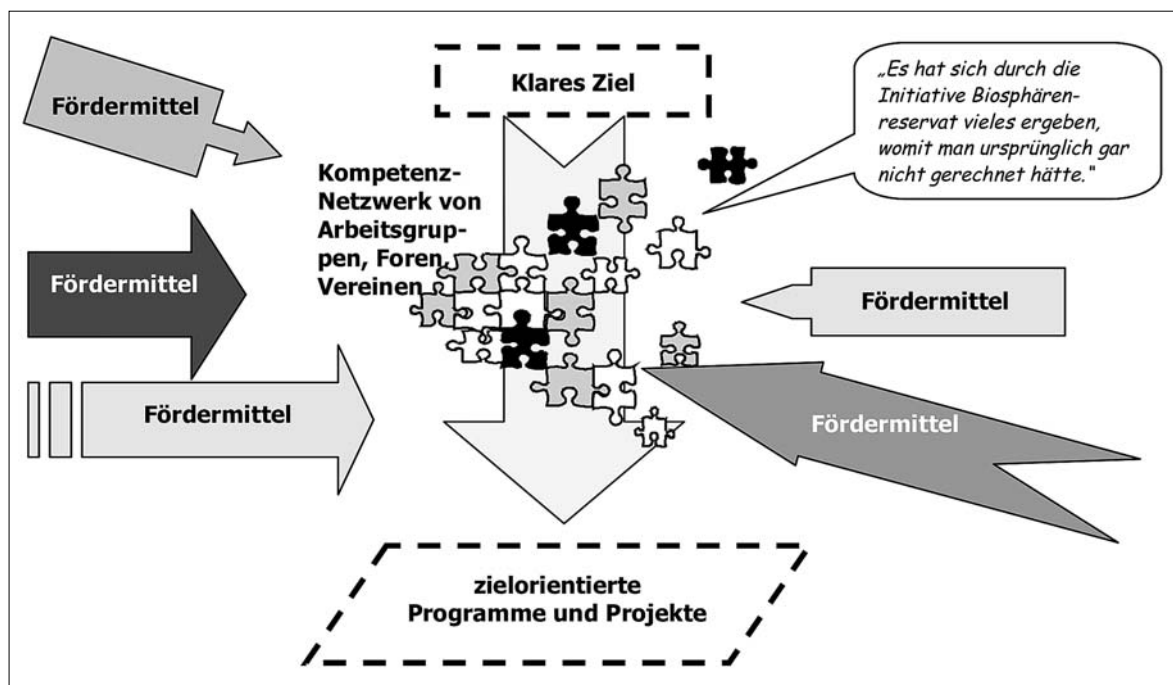 Fördermittel
Klares Ziel
„Es hat sich durch die
Initiative Biosphären-
reservat vieles ergeben,
womit man ursprünglich gar
nicht gerechnet hätte."
Kompetenz-
Netzwerk von
Arbeitsgrup-
pen, Foren,
Vereinen
Fördermittel
Fördermittel
Fördermittel
Fördermittel
zielorientierte
Programme und Projekte